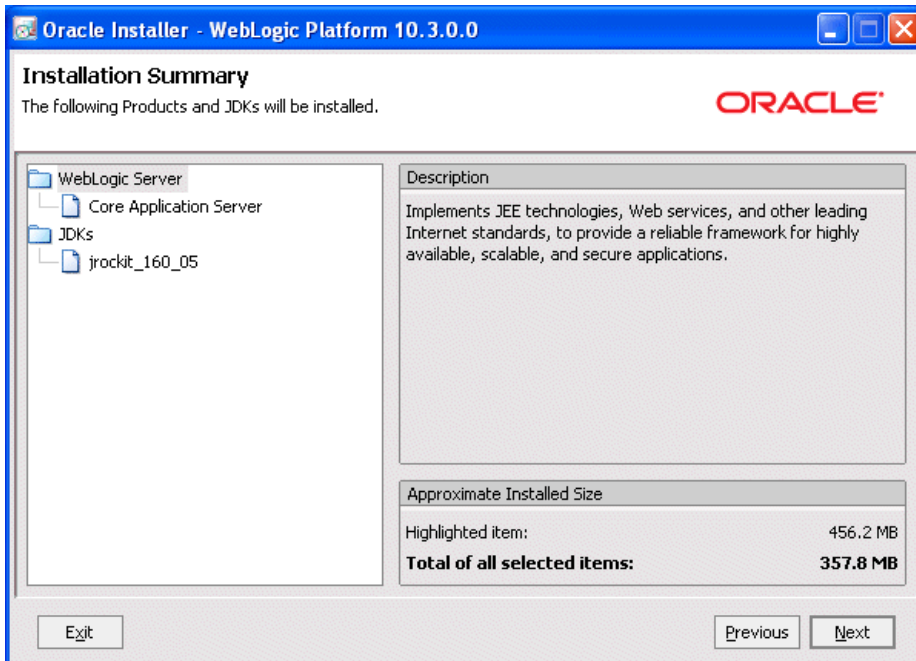 Oracle Installer - WebLogic Platform 10.3.0.0
Installation Summary
The following Products and JDKs will be installed.
ORACLE
WebLogic Server
Core Application Server
JDKs
jrockit_160_05
Description
Implements JEE technologies, Web services, and other leading
Internet standards, to provide a reliable framework for highly
available, scalable, and secure applications.
Approximate Installed Size
Highlighted item: 456.2 MB
Total of all selected items: 357.8 MB
Exit
Previous
Next